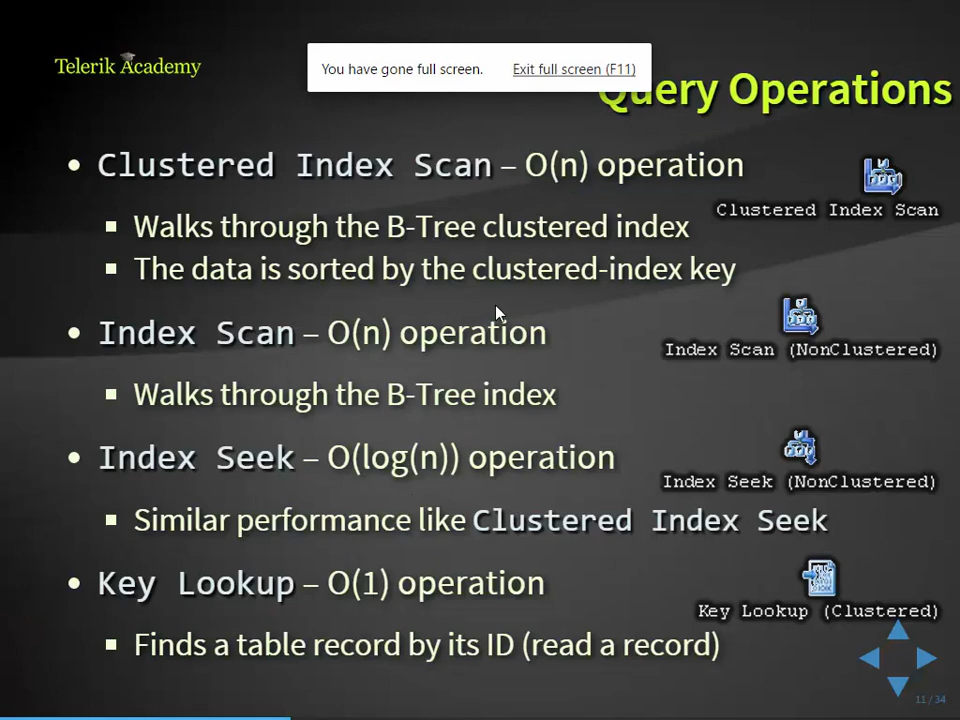 Telerik Academy
You have gone full screen. Exit full screen (F11)
Query Operations
• Clustered Index Scan – O(n) operation
Clustered Index Scan
▪ Walks through the B-Tree clustered index
▪ The data is sorted by the clustered-index key
• Index Scan – O(n) operation
Index Scan (NonClustered)
▪ Walks through the B-Tree index
• Index Seek – O(log(n)) operation
Index Seek (NonClustered)
▪ Similar performance like Clustered Index Seek
• Key Lookup – O(1) operation
Key Lookup (Clustered)
▪ Finds a table record by its ID (read a record)
11 / 34